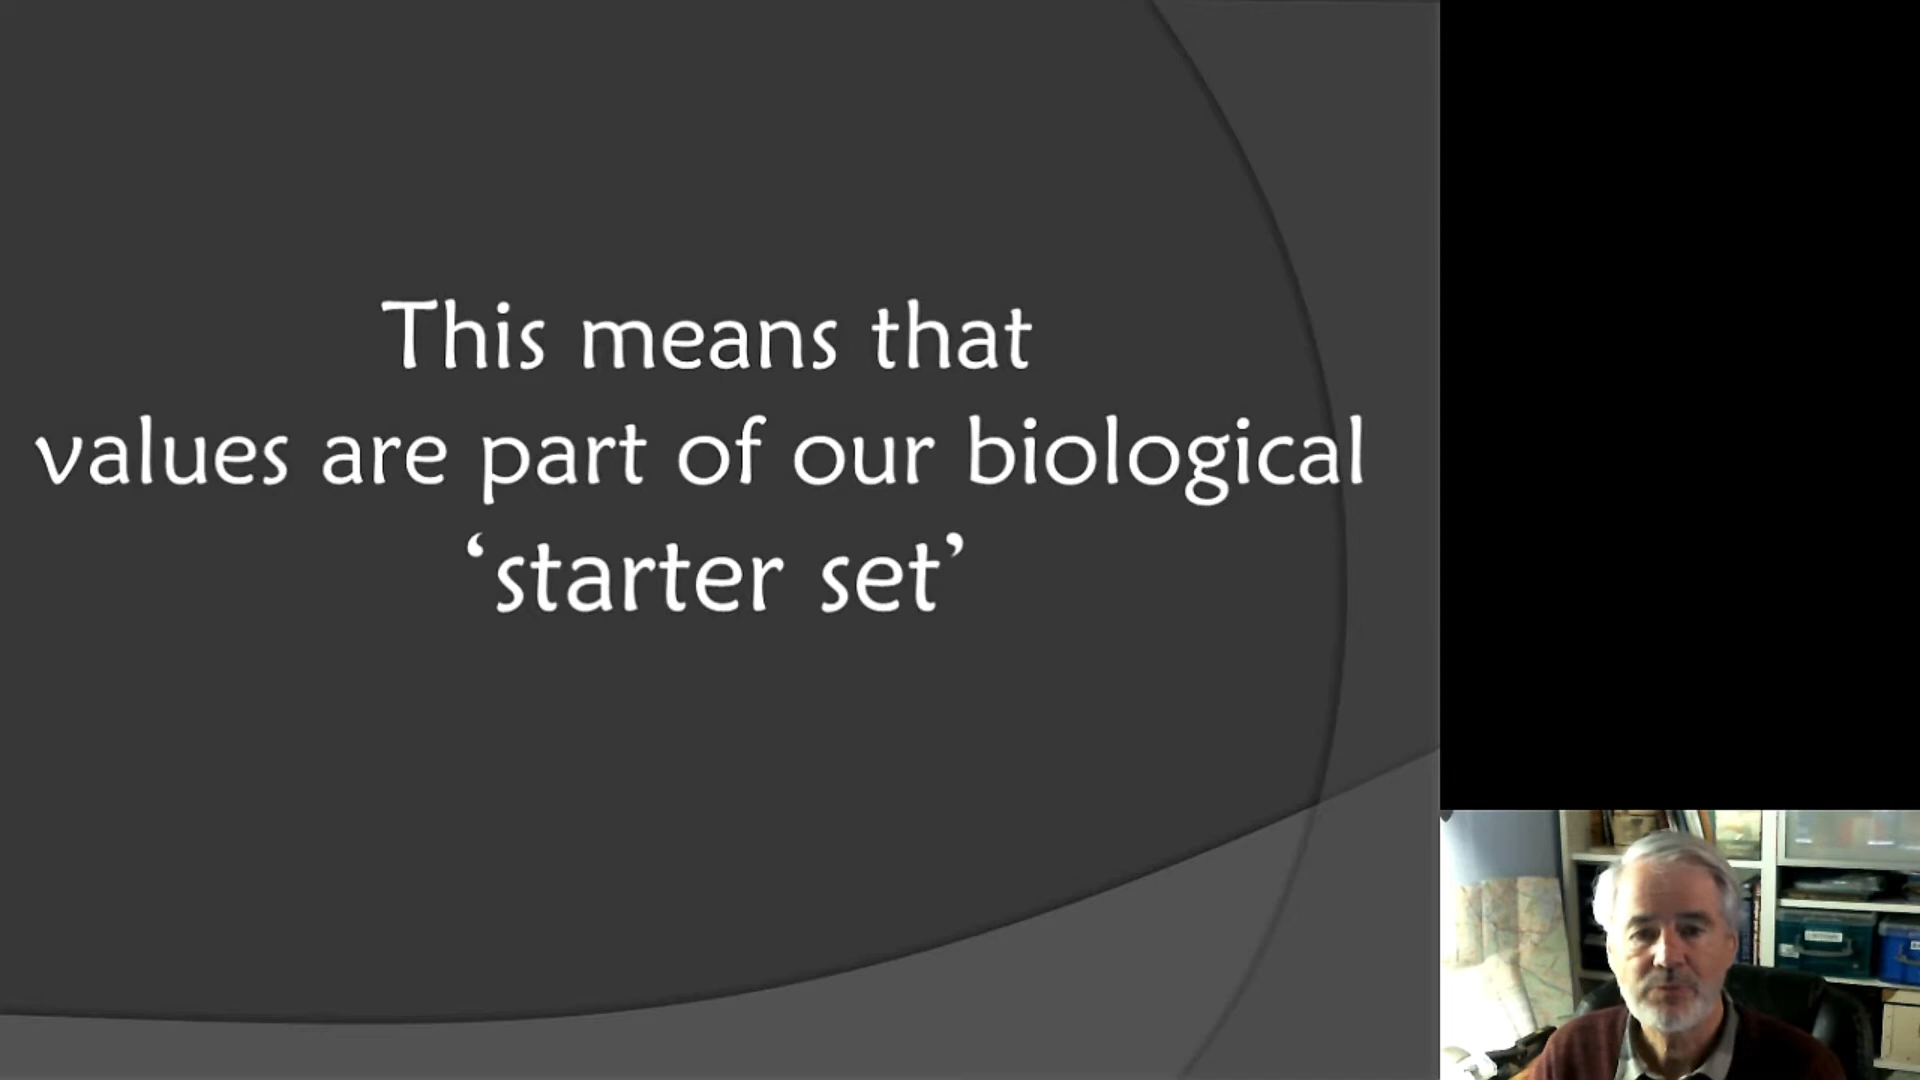 This means that
values are part of our biological
‘starter set’